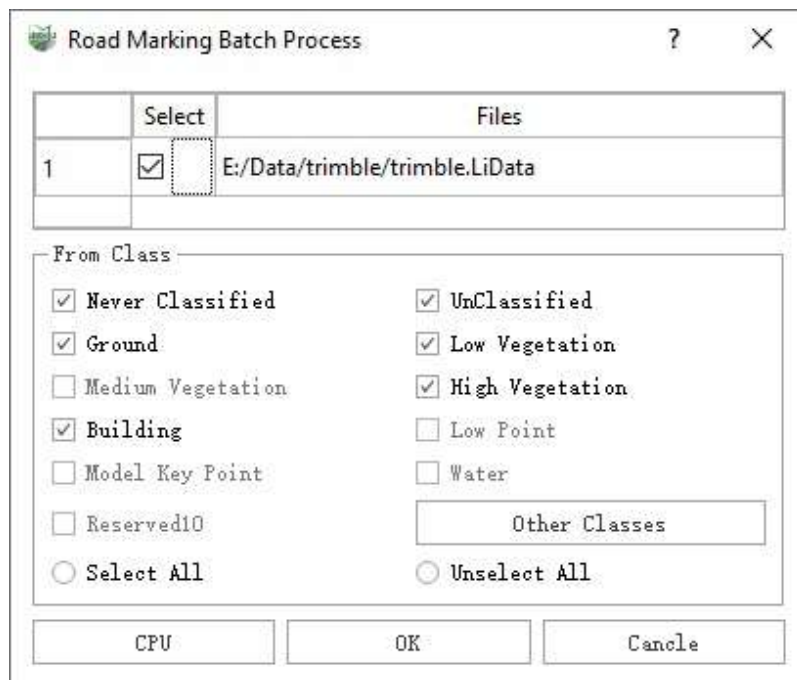 Road Marking Batch Process
Select Files
1 E:/Data/trimble/trimble.LiData
From Class
Never Classified UnClassified
Ground Low Vegetation
Medium Vegetation High Vegetation
Building Low Point
Model Key Point Water
Reserved10 Other Classes
Select All Unselect All
CPU OK Cancle